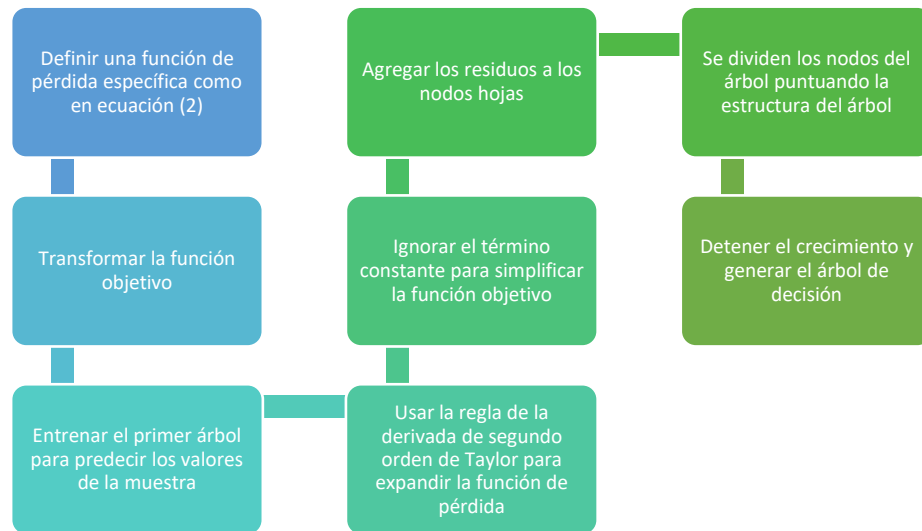 Definir una función de
pérdida específica como
en ecuación (2)
Transformar la función
objetivo
Entrenar el primer árbol
para predecir los valores
de la muestra
Usar la regla de la
derivada de segundo
orden de Taylor para
expandir la función de
pérdida
Ignorar el término
constante para simplificar
la función objetivo
Agregar los residuos a los
nodos hojas
Se dividen los nodos del
árbol puntuando la
estructura del árbol
Detener el crecimiento y
generar el árbol de
decisión